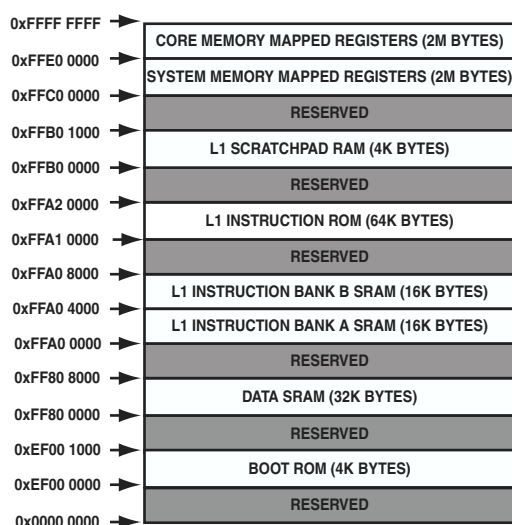 0xFFFF FFFF
CORE MEMORY MAPPED REGISTERS (2M BYTES)
0xFFE0 0000
SYSTEM MEMORY MAPPED REGISTERS (2M BYTES)
0xFFC0 0000
RESERVED
0xFFB0 1000
L1 SCRATCHPAD RAM (4K BYTES)
0xFFB0 0000
RESERVED
0xFFA2 0000
L1 INSTRUCTION ROM (64K BYTES)
0xFFA1 0000
RESERVED
0xFFA0 8000
L1 INSTRUCTION BANK B SRAM (16K BYTES)
0xFFA0 4000
L1 INSTRUCTION BANK A SRAM (16K BYTES)
0xFFA0 0000
RESERVED
0xFF80 8000
DATA SRAM (32K BYTES)
0xFF80 0000
RESERVED
0xEF00 1000
BOOT ROM (4K BYTES)
0xEF00 0000
RESERVED
0x0000 0000